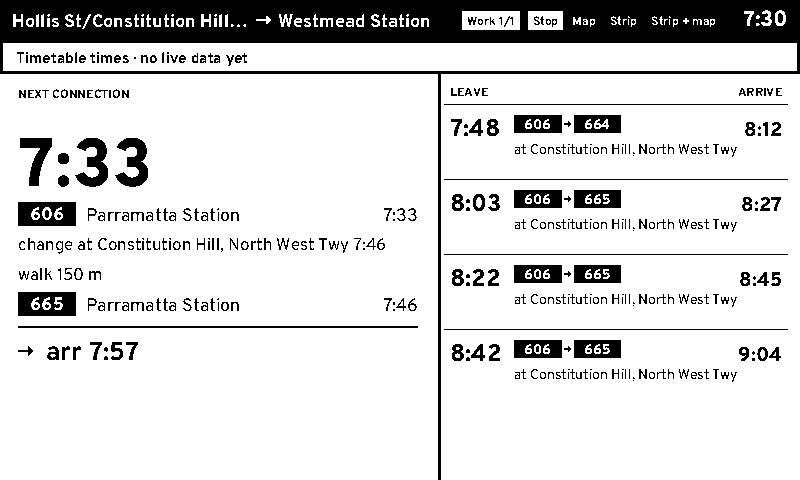 Hollis St/Constitution Hill... → Westmead Station
Work 1/1 Stop Map Strip Strip + map 7:30
Timetable times · no live data yet
NEXT CONNECTION
7:33
606 Parramatta Station 7:33
change at Constitution Hill, North West Twy 7:46
walk 150 m
665 Parramatta Station 7:46
→ arr 7:57
LEAVE ARRIVE
7:48 606 → 664 8:12
at Constitution Hill, North West Twy
8:03 606 → 665 8:27
at Constitution Hill, North West Twy
8:22 606 → 665 8:45
at Constitution Hill, North West Twy
8:42 606 → 665 9:04
at Constitution Hill, North West Twy